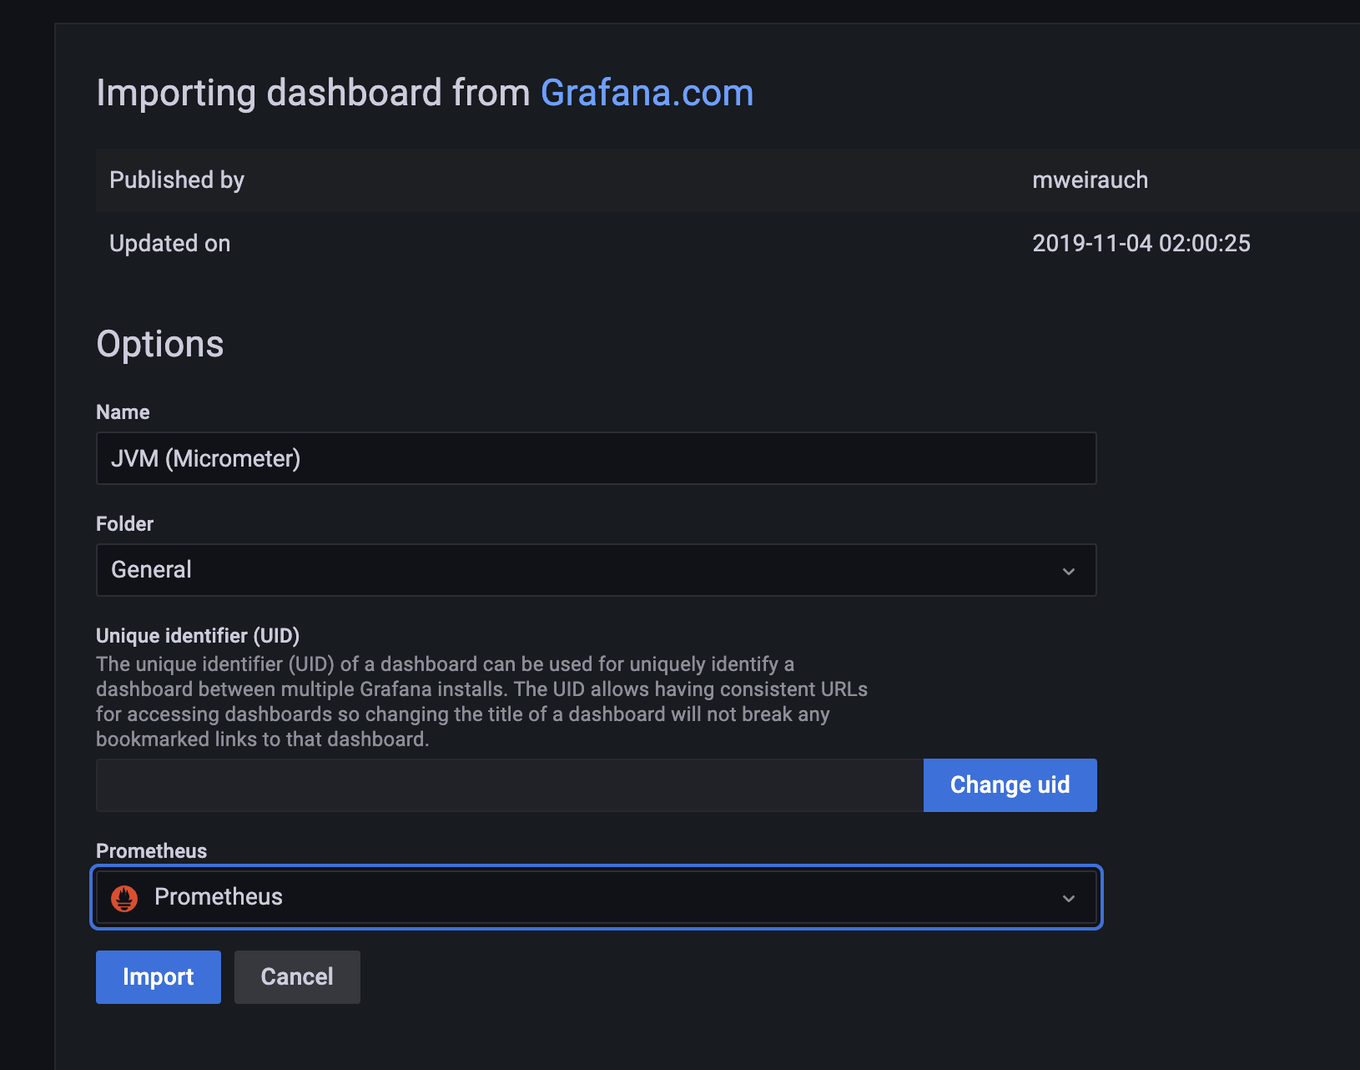 Importing dashboard from Grafana.com
Published by mweirauch
Updated on 2019-11-04 02:00:25
Options
Name
JVM (Micrometer)
Folder
General
Unique identifier (UID)
The unique identifier (UID) of a dashboard can be used for uniquely identify a
dashboard between multiple Grafana installs. The UID allows having consistent URLs
for accessing dashboards so changing the title of a dashboard will not break any
bookmarked links to that dashboard.
Change uid
Prometheus
Prometheus
Import Cancel